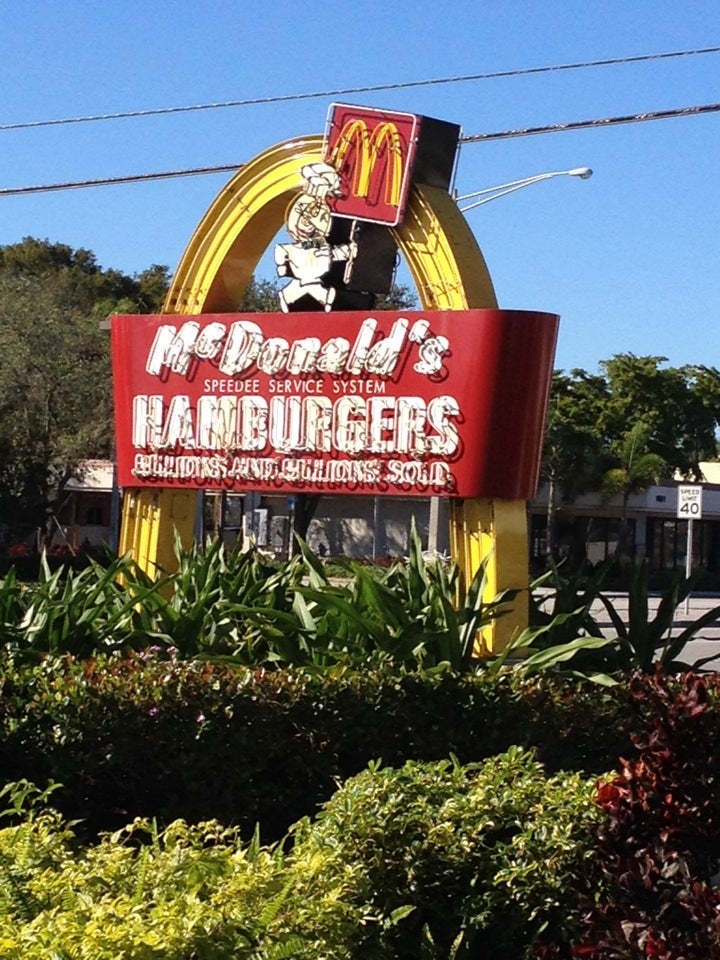 M
McDonald's
SPEEDEE SERVICE SYSTEM
HAMBURGERS
BILLIONS AND BILLIONS SOLD
SPEED
LIMIT
40